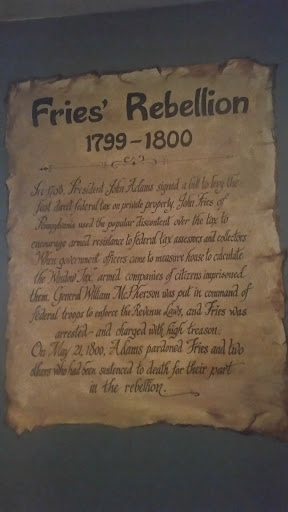 Fries' Rebellion
1799-1800
In 1798, President John Adams signed a bill to levy the
first direct federal tax on private property. John Fries of
Pennsylvania used the popular discontent over the tax to
encourage armed resistance to federal tax assessors and collectors.
When government officers came to measure houses to calculate
the "Window Tax" armed companies of citizens imprisoned
them. General William McPherson was put in command of
federal troops to enforce the Revenue Laws, and Fries was
arrested and charged with high treason.
On May 21, 1800, Adams pardoned Fries and two
others who had been sentenced to death for their part
in the rebellion.